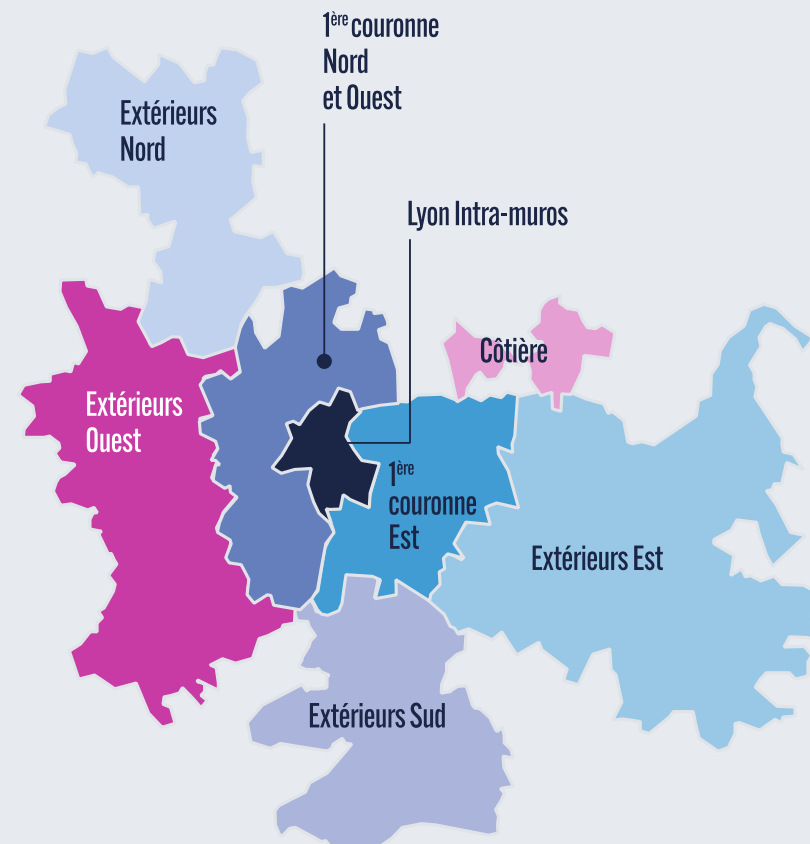 1ère couronne
Nord
et Ouest
Extérieurs
Nord
Lyon Intra-muros
Côtière
Extérieurs
Ouest
1ère
couronne
Est
Extérieurs Est
Extérieurs Sud